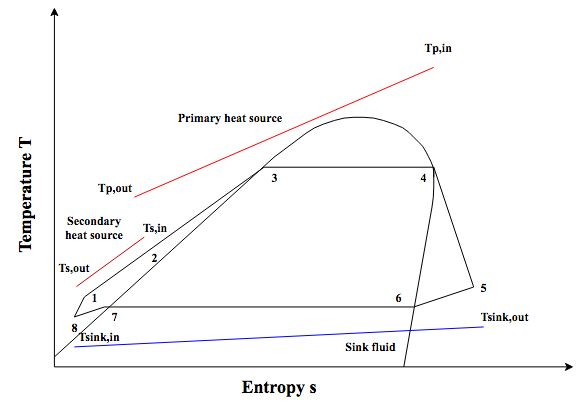 Tp,in
Primary heat source
3
4
Tp,out
Secondary
heat source
Ts,in
2
Ts,out
1
6
5
8
7
Tsink,in
Tsink,out
Sink fluid
Temperature T
Entropy s